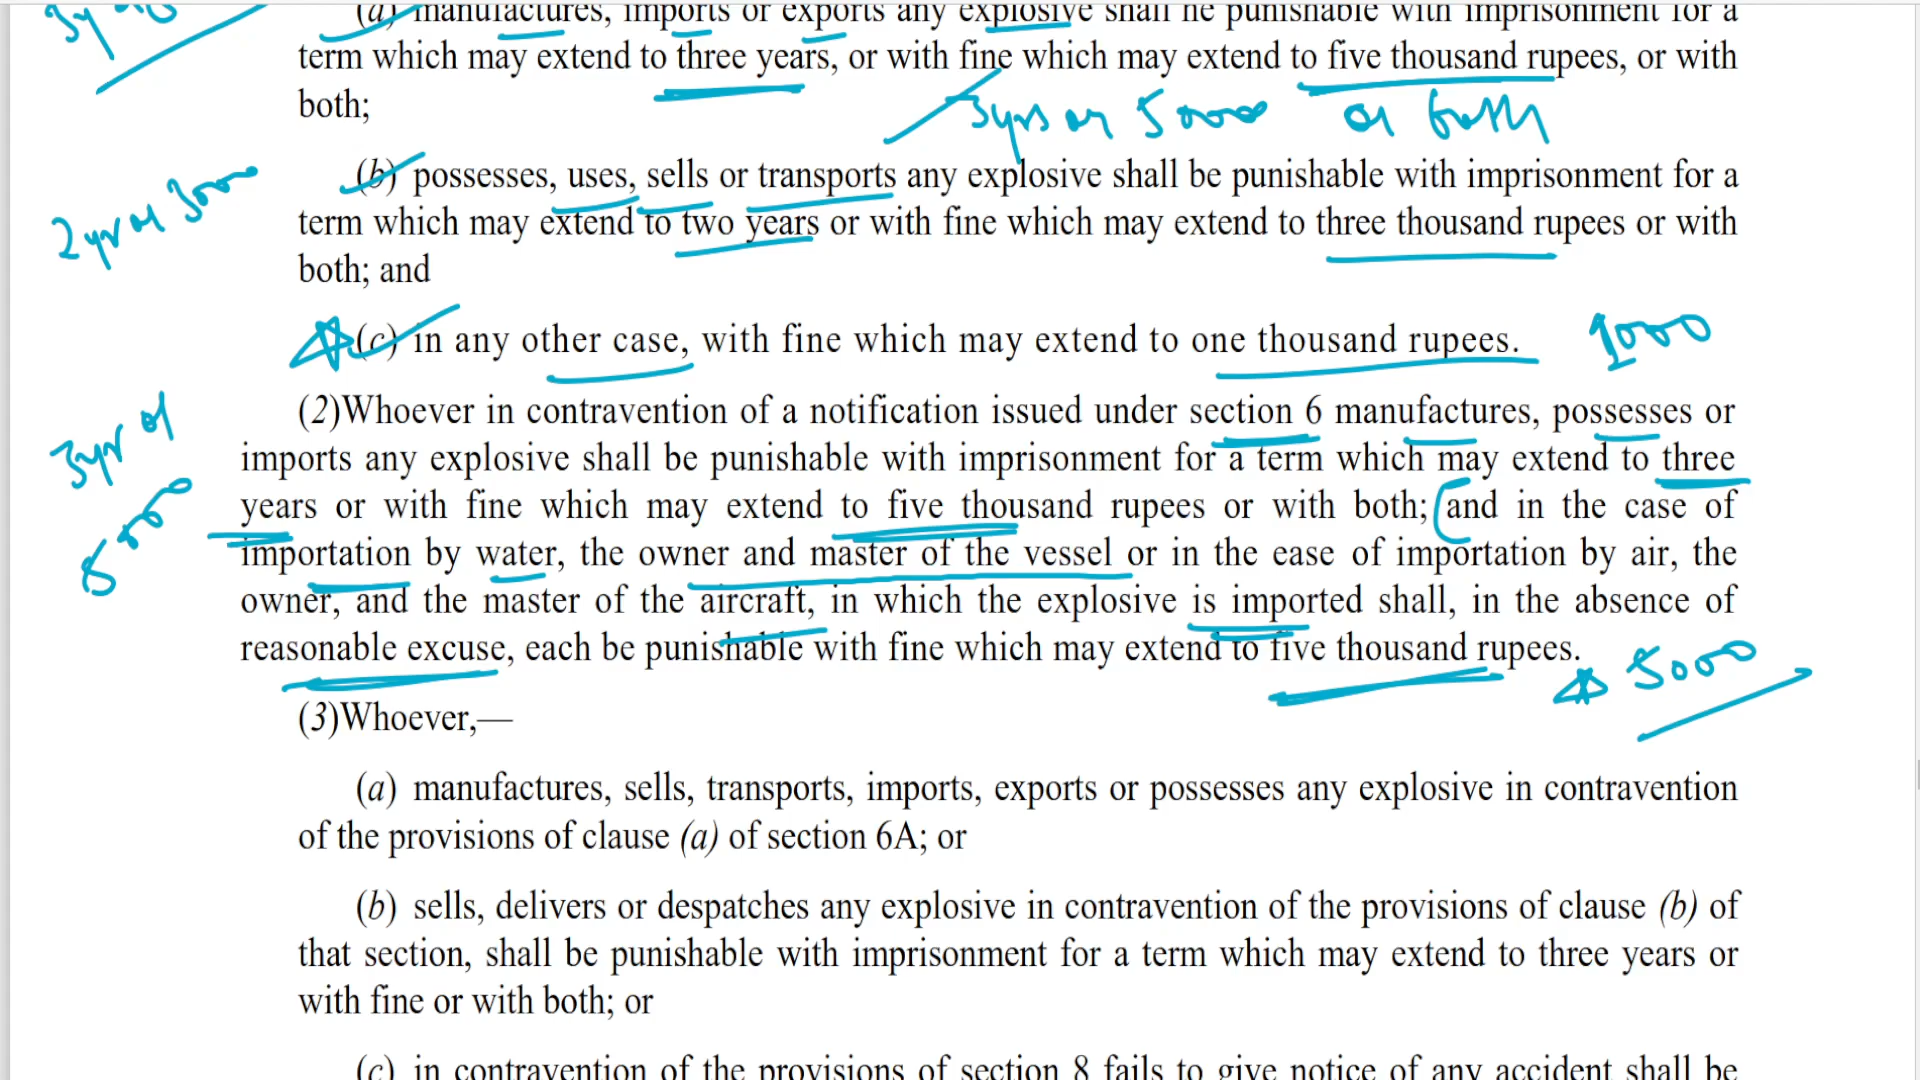 (a) manufactures, imports or exports any explosive shall he punishable with imprisonment for a
term which may extend to three years, or with fine which may extend to five thousand rupees, or with
both;
3yrs or 5000 or both
(b) possesses, uses, sells or transports any explosive shall be punishable with imprisonment for a
2yr or 3000
term which may extend to two years or with fine which may extend to three thousand rupees or with
both; and
(c) in any other case, with fine which may extend to one thousand rupees. 1000
(2)Whoever in contravention of a notification issued under section 6 manufactures, possesses or
3yr or
imports any explosive shall be punishable with imprisonment for a term which may extend to three
years or with fine which may extend to five thousand rupees or with both; and in the case of
5000
importation by water, the owner and master of the vessel or in the ease of importation by air, the
owner, and the master of the aircraft, in which the explosive is imported shall, in the absence of
reasonable excuse, each be punishable with fine which may extend to five thousand rupees. 5000
(3)Whoever,—
(a) manufactures, sells, transports, imports, exports or possesses any explosive in contravention
of the provisions of clause (a) of section 6A; or
(b) sells, delivers or despatches any explosive in contravention of the provisions of clause (b) of
that section, shall be punishable with imprisonment for a term which may extend to three years or
with fine or with both; or
(c) in contravention of the provisions of section 8 fails to give notice of any accident shall be